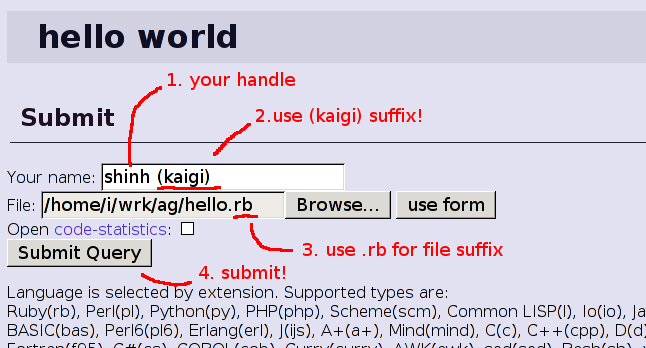 hello world
1. your handle
2.use (kaigi) suffix!
Submit
Your name: shinh (kaigi)
File: /home/i/wrk/ag/hello.rb Browse... use form
Open code-statistics:
3. use .rb for file suffix
Submit Query
4. submit!
Language is selected by extension. Supported types are:
Ruby(rb), Perl(pl), Python(py), PHP(php), Scheme(scm), Common LISP(l), Io(io), Ja
BASIC(bas), Perl6(pl6), Erlang(erl), J(ijs), A+(a+), Mind(mind), C(c), C++(cpp), D(d)